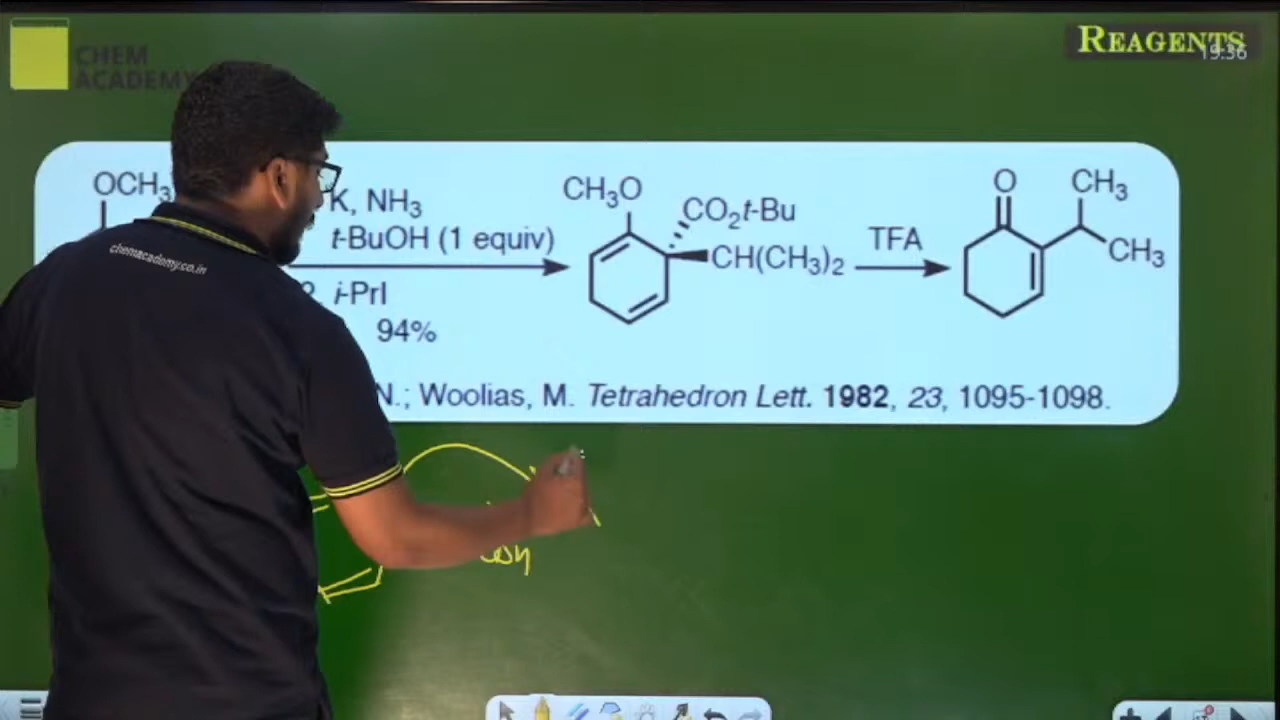 REAGENTS
19:36
CHEM
ACADEMY
OCH3
K, NH3
t-BuOH (1 equiv)
i-PrI
94%
CH3O
CO2t-Bu
CH(CH3)2
TFA
O
CH3
CH3
N.; Woolias, M. Tetrahedron Lett. 1982, 23, 1095-1098.
chemacademy.co.in